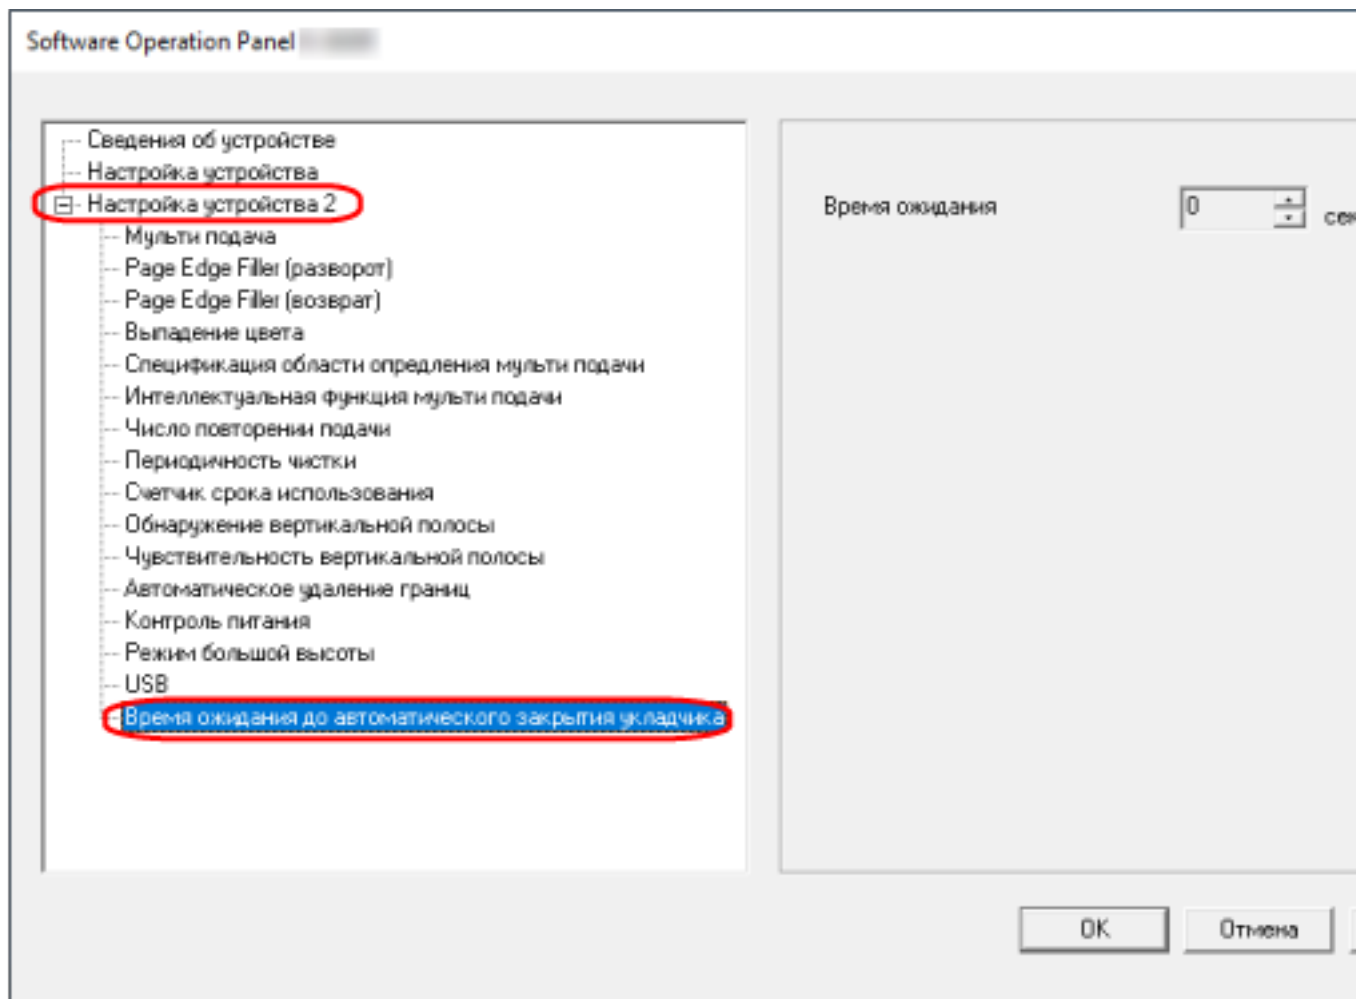 Software Operation Panel
Сведения об устройстве
Настройка устройства
Настройка устройства 2
Мульти подача
Page Edge Filler (разворот)
Page Edge Filler (возврат)
Выпадение цвета
Спецификация области опредления мульти подачи
Интеллектуальная функция мульти подачи
Число повторении подачи
Периодичность чистки
Счетчик срока использования
Обнаружение вертикальной полосы
Чувствительность вертикальной полосы
Автоматическое удаление границ
Контроль питания
Режим большой высоты
USB
Время ожидания до автоматического закрытия укладчика
Время ожидания 0 сек
OK Отмена